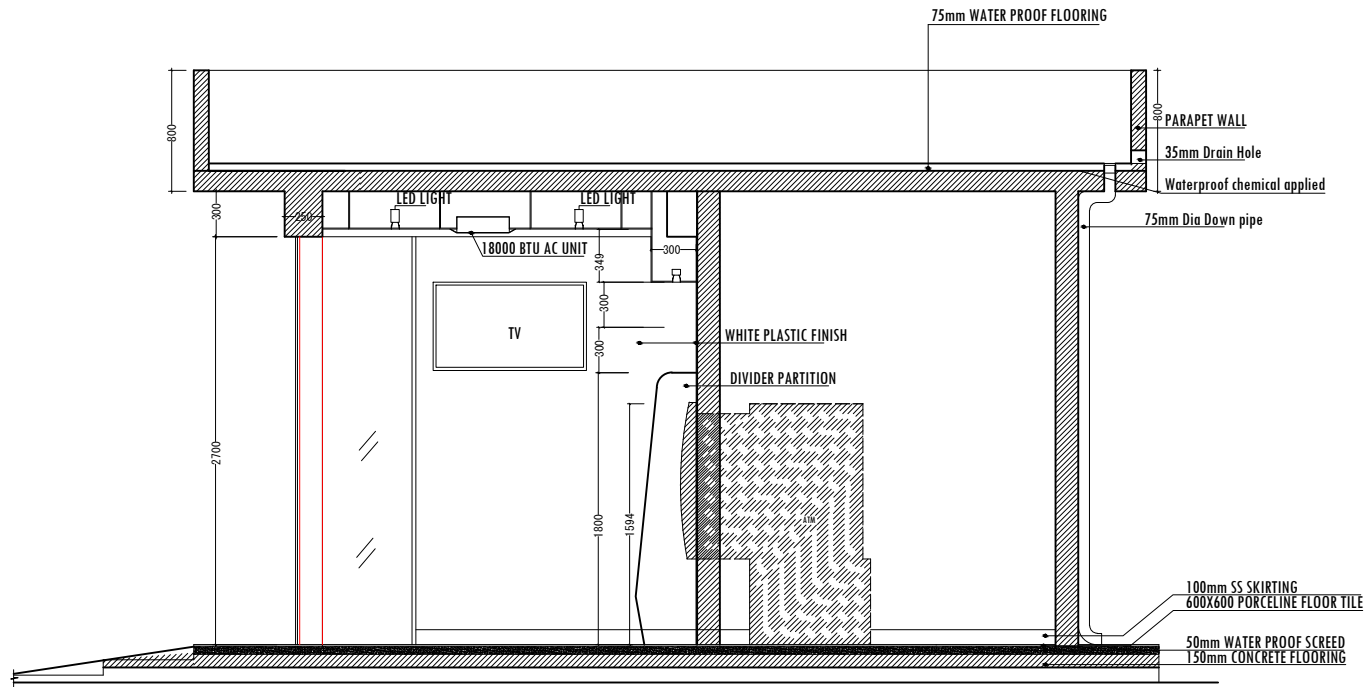 75mm WATER PROOF FLOORING
800
800
PARAPET WALL
35mm Drain Hole
Waterproof chemical applied
300
250
LED LIGHT
LED LIGHT
75mm Dia Down pipe
18000 BTU AC UNIT
300
349
300
TV
300
WHITE PLASTIC FINISH
DIVIDER PARTITION
2700
1800
1594
ATM
100mm SS SKIRTING
600X600 PORCELINE FLOOR TILE
50mm WATER PROOF SCREED
150mm CONCRETE FLOORING